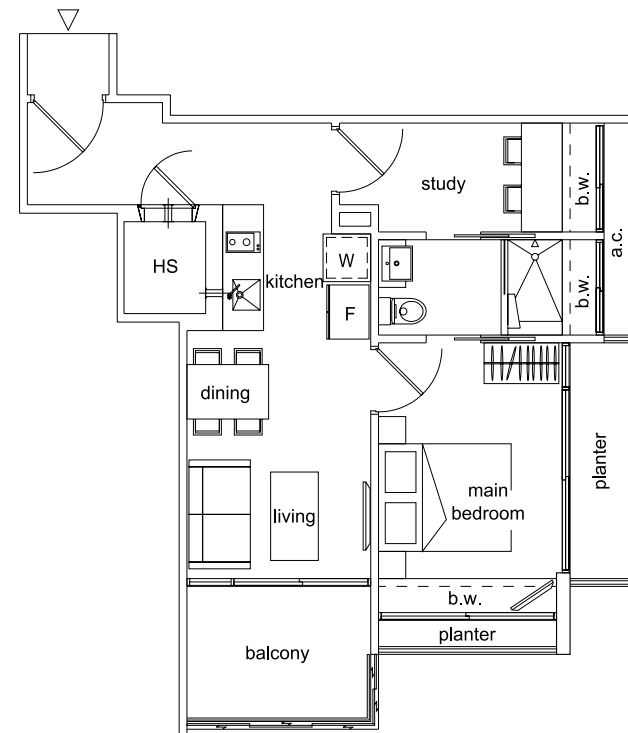 study
b.w.
a.c.
HS
kitchen
W
b.w.
F
dining
planter
living
main
bedroom
b.w.
planter
balcony